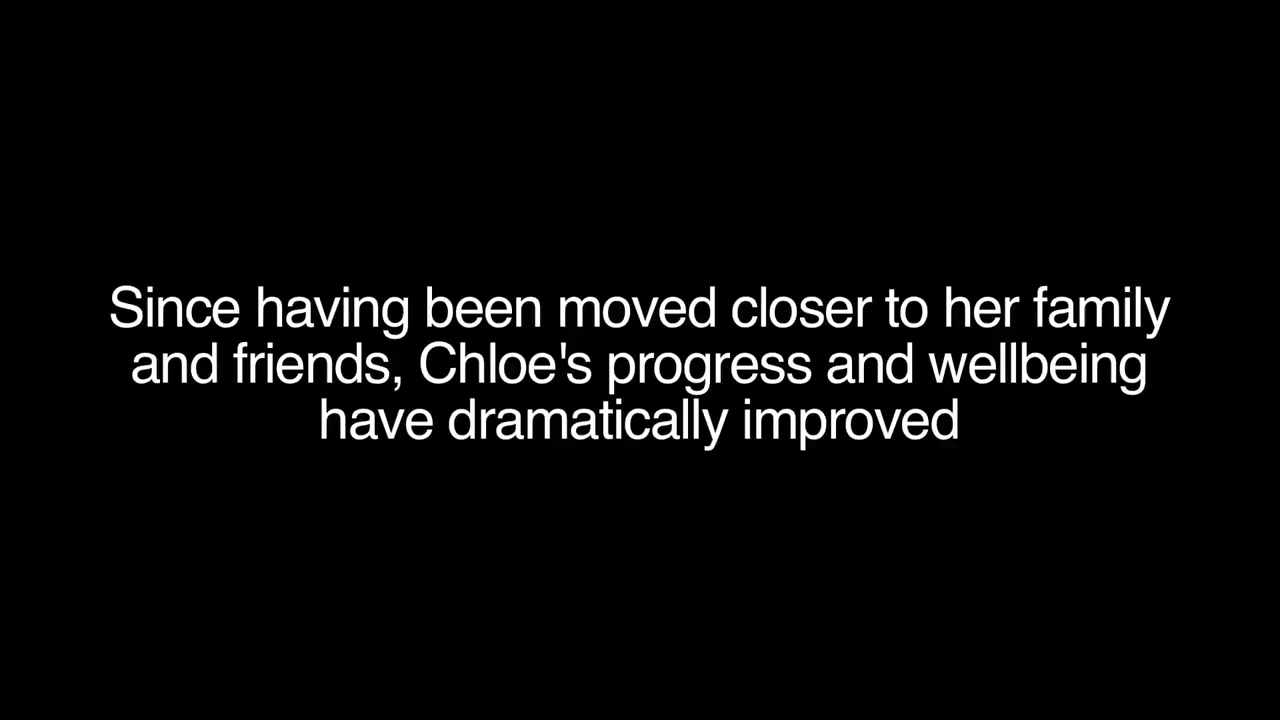 Since having been moved closer to her family
and friends, Chloe's progress and wellbeing
have dramatically improved